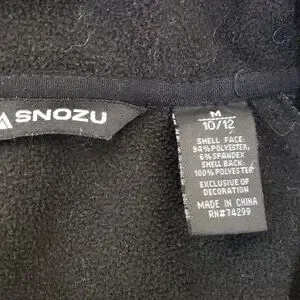 SNOZU
M
10/12
SHELL FACE:
94% POLYESTER,
6% SPANDEX
SHELL BACK:
100% POLYESTER
EXCLUSIVE OF
DECORATION
MADE IN CHINA
RN#74299